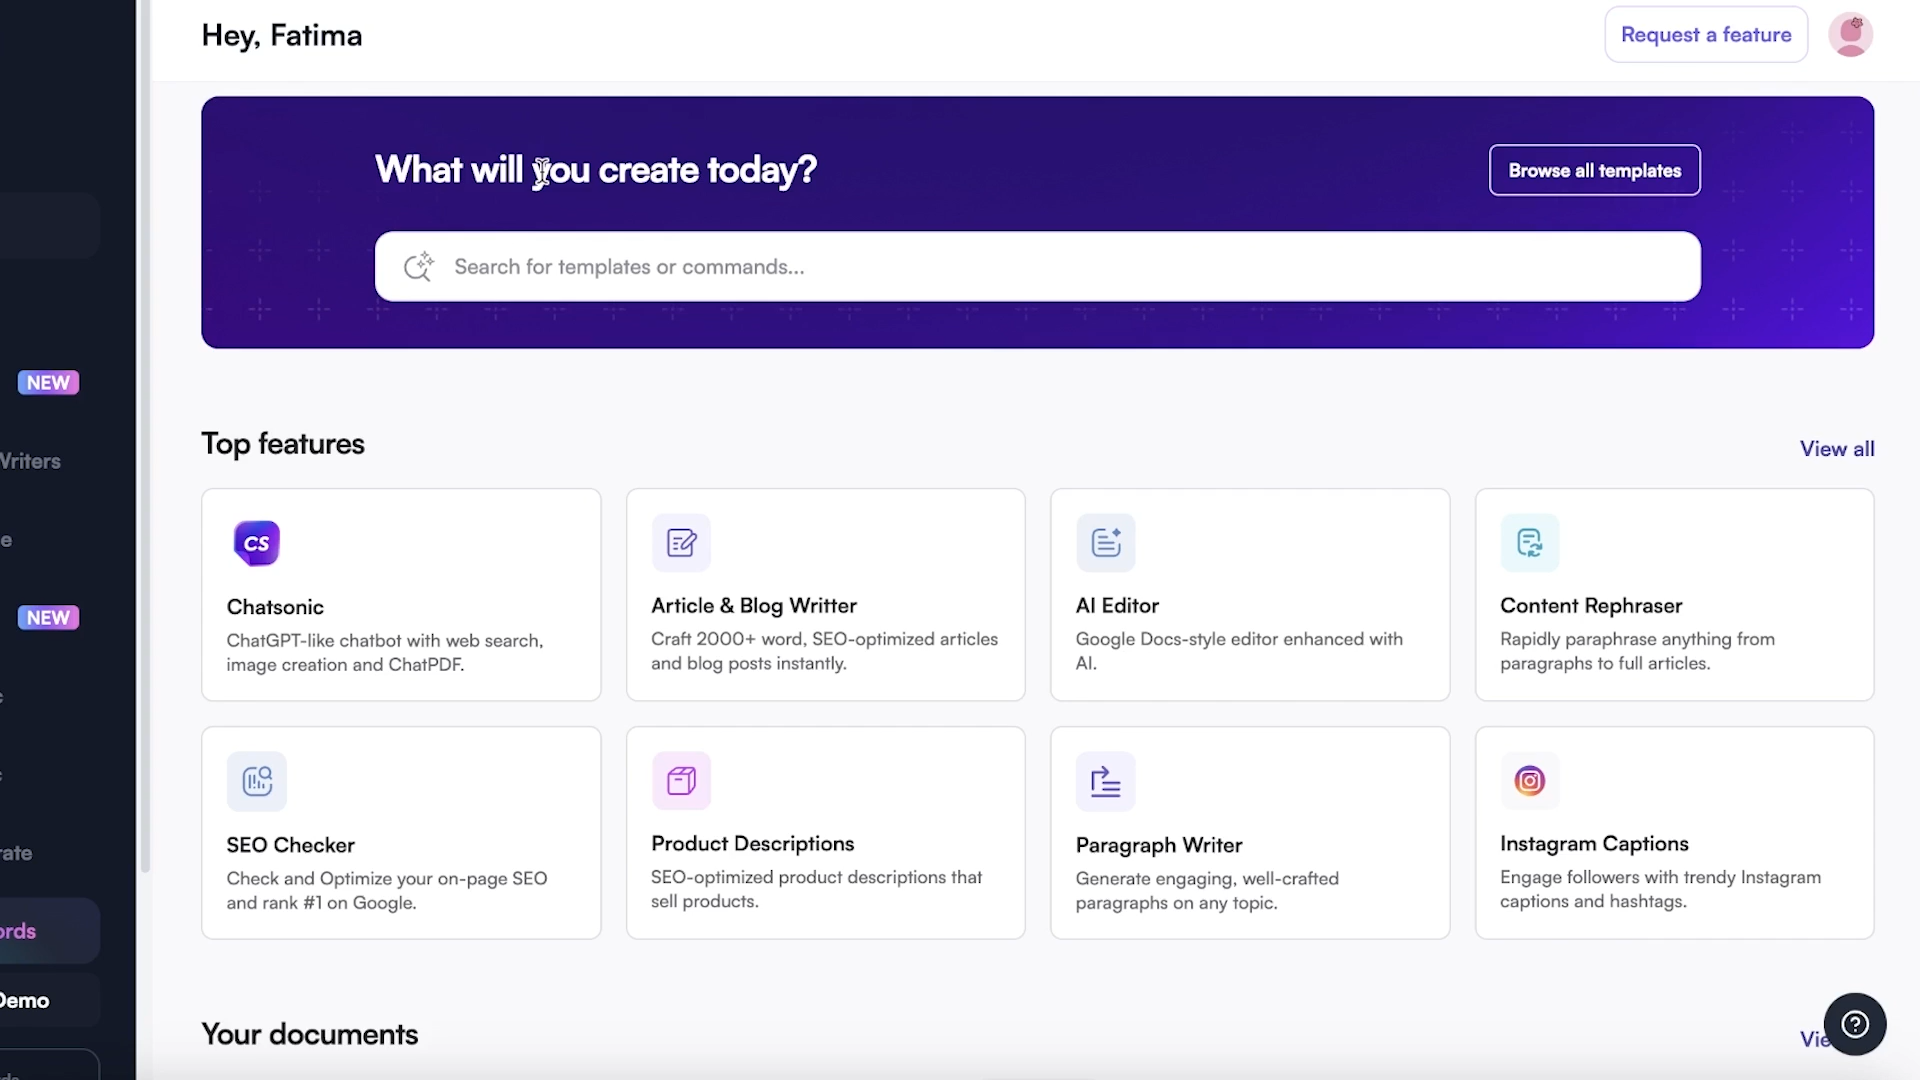 Hey, Fatima
Request a feature
What will you create today?
Browse all templates
Search for templates or commands...
NEW
Writers
e
NEW
rate
ords
Demo
Top features
View all
CS
Chatsonic
ChatGPT-like chatbot with web search,
image creation and ChatPDF.
Article & Blog Writter
Craft 2000+ word, SEO-optimized articles
and blog posts instantly.
AI Editor
Google Docs-style editor enhanced with
AI.
Content Rephraser
Rapidly paraphrase anything from
paragraphs to full articles.
SEO Checker
Check and Optimize your on-page SEO
and rank #1 on Google.
Product Descriptions
SEO-optimized product descriptions that
sell products.
Paragraph Writer
Generate engaging, well-crafted
paragraphs on any topic.
Instagram Captions
Engage followers with trendy Instagram
captions and hashtags.
Your documents
Vie